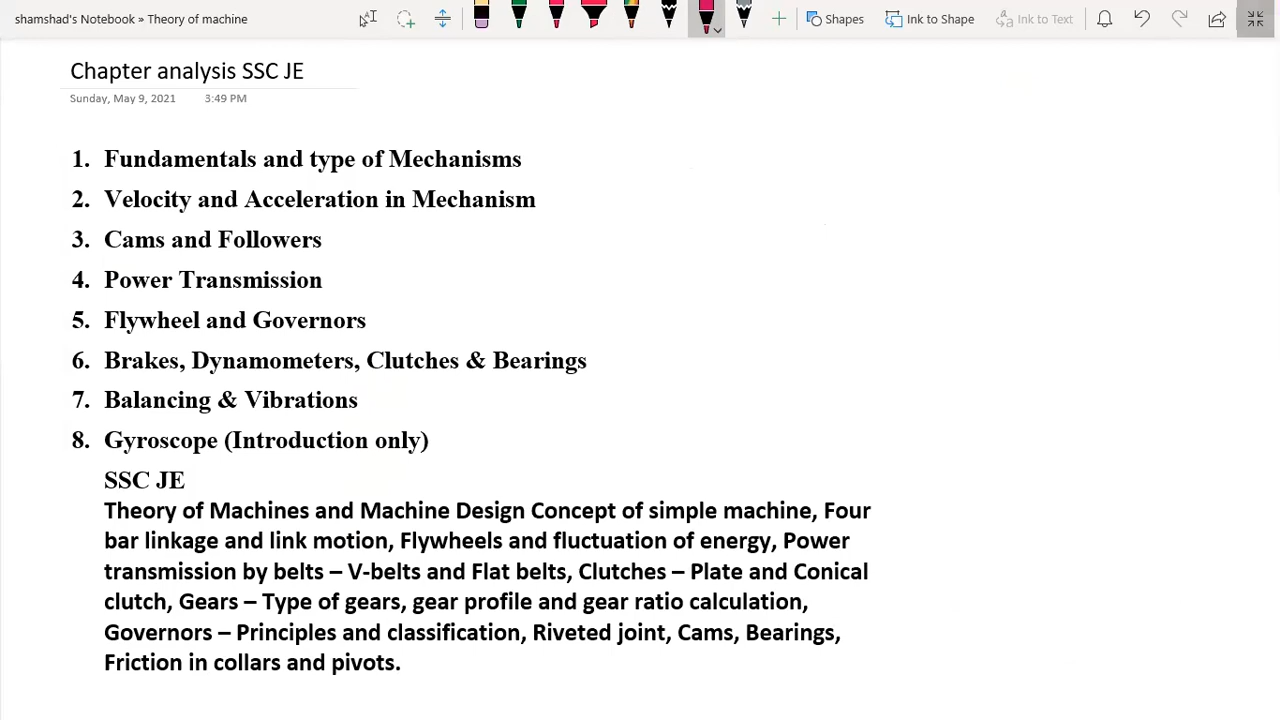 shamshad's Notebook » Theory of machine
Shapes
Ink to Shape
Ink to Text
Chapter analysis SSC JE
Sunday, May 9, 2021 3:49 PM
1. Fundamentals and type of Mechanisms
2. Velocity and Acceleration in Mechanism
3. Cams and Followers
4. Power Transmission
5. Flywheel and Governors
6. Brakes, Dynamometers, Clutches & Bearings
7. Balancing & Vibrations
8. Gyroscope (Introduction only)
SSC JE
Theory of Machines and Machine Design Concept of simple machine, Four
bar linkage and link motion, Flywheels and fluctuation of energy, Power
transmission by belts – V-belts and Flat belts, Clutches – Plate and Conical
clutch, Gears – Type of gears, gear profile and gear ratio calculation,
Governors – Principles and classification, Riveted joint, Cams, Bearings,
Friction in collars and pivots.